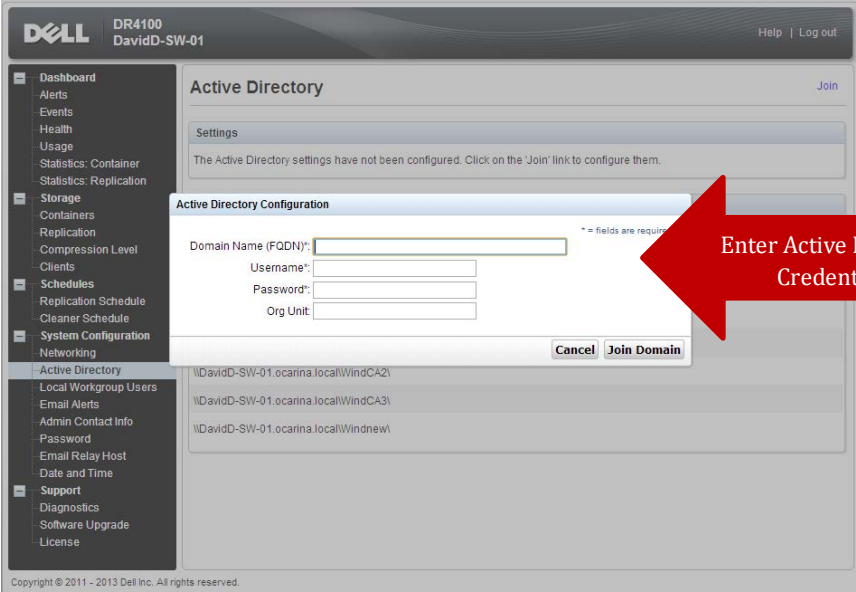 DELL
DR4100
DavidD-SW-01
Help | Log out
Dashboard
Alerts
Events
Health
Usage
Statistics: Container
Statistics: Replication
Storage
Containers
Replication
Compression Level
Clients
Schedules
Replication Schedule
Cleaner Schedule
System Configuration
Networking
Active Directory
Local Workgroup Users
Email Alerts
Admin Contact Info
Password
Email Relay Host
Date and Time
Support
Diagnostics
Software Upgrade
License
Active Directory
Join
Settings
The Active Directory settings have not been configured. Click on the 'Join' link to configure them.
Active Directory Configuration
* = fields are require
Domain Name (FQDN)*:
Username*:
Password*:
Org Unit:
Cancel Join Domain
Enter Active
Credent
\\DavidD-SW-01.ocarina.local\WindCA2\
\\DavidD-SW-01.ocarina.local\WindCA3\
\\DavidD-SW-01.ocarina.local\Windnew\
Copyright © 2011 - 2013 Dell Inc. All rights reserved.